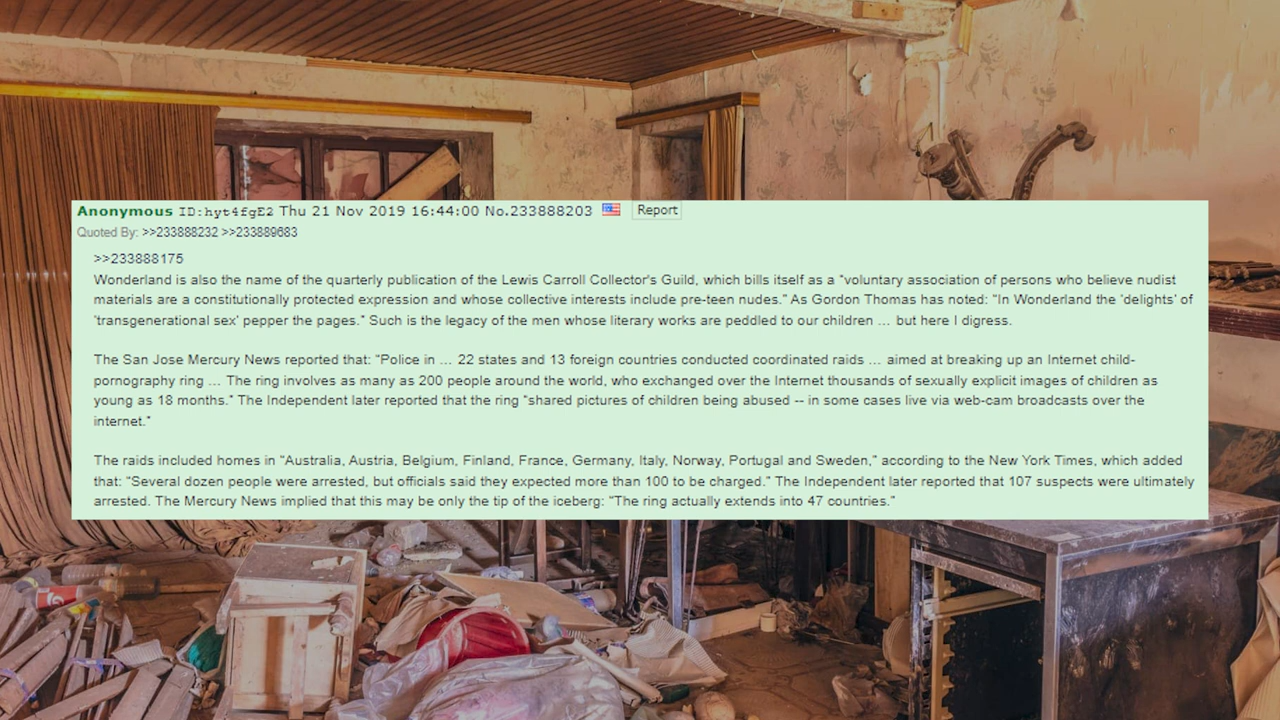 Anonymous ID:hyt4fgE2 Thu 21 Nov 2019 16:44:00 No.233888203 Report
Quoted By: >>233888232 >>233889683
>>233888175
Wonderland is also the name of the quarterly publication of the Lewis Carroll Collector's Guild, which bills itself as a "voluntary association of persons who believe nudist
materials are a constitutionally protected expression and whose collective interests include pre-teen nudes." As Gordon Thomas has noted: "In Wonderland the 'delights' of
'transgenerational sex' pepper the pages." Such is the legacy of the men whose literary works are peddled to our children ... but here I digress.
The San Jose Mercury News reported that: "Police in ... 22 states and 13 foreign countries conducted coordinated raids ... aimed at breaking up an Internet child-
pornography ring ... The ring involves as many as 200 people around the world, who exchanged over the Internet thousands of sexually explicit images of children as
young as 18 months." The Independent later reported that the ring "shared pictures of children being abused -- in some cases live via web-cam broadcasts over the
internet."
The raids included homes in "Australia, Austria, Belgium, Finland, France, Germany, Italy, Norway, Portugal and Sweden," according to the New York Times, which added
that: "Several dozen people were arrested, but officials said they expected more than 100 to be charged." The Independent later reported that 107 suspects were ultimately
arrested. The Mercury News implied that this may be only the tip of the iceberg: "The ring actually extends into 47 countries."